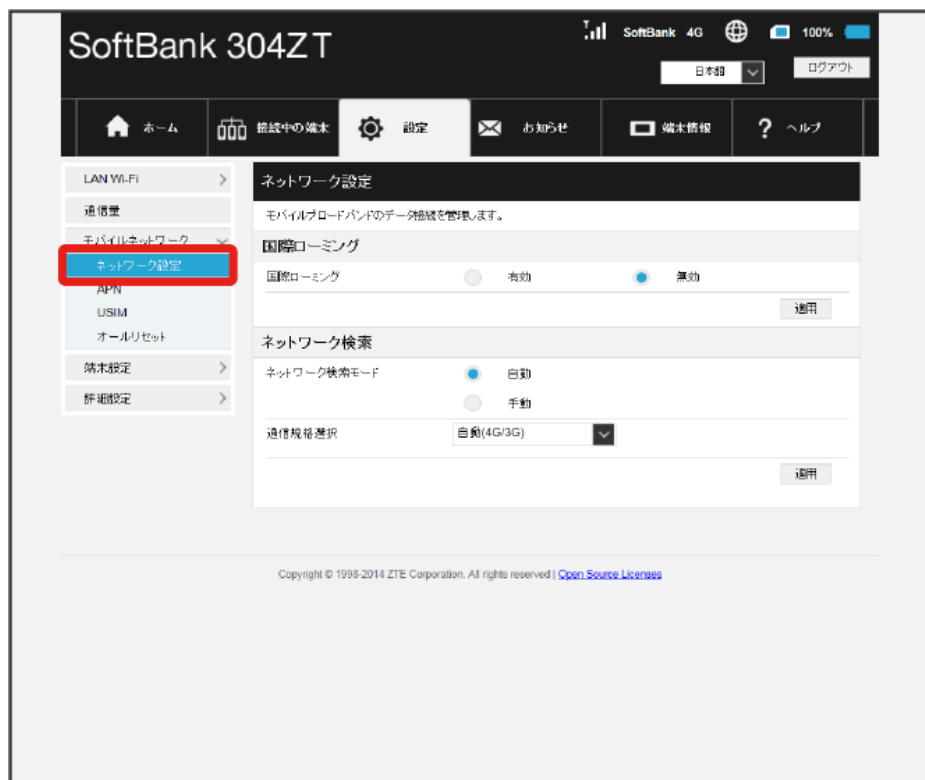 SoftBank 304ZT
SoftBank 4G 100%
日本語 ログアウト
ホーム 接続中の端末 設定 お知らせ 端末情報 ? ヘルプ
LAN Wi-Fi
通信量
モバイルネットワーク
ネットワーク設定
APN
USIM
オールリセット
端末設定
詳細設定
ネットワーク設定
モバイルブロードバンドのデータ接続を管理します。
国際ローミング
国際ローミング 有効 無効
適用
ネットワーク検索
ネットワーク検索モード 自動
手動
通信規格選択 自動(4G/3G)
適用
Copyright © 1998-2014 ZTE Corporation. All rights reserved | Open Source Licenses